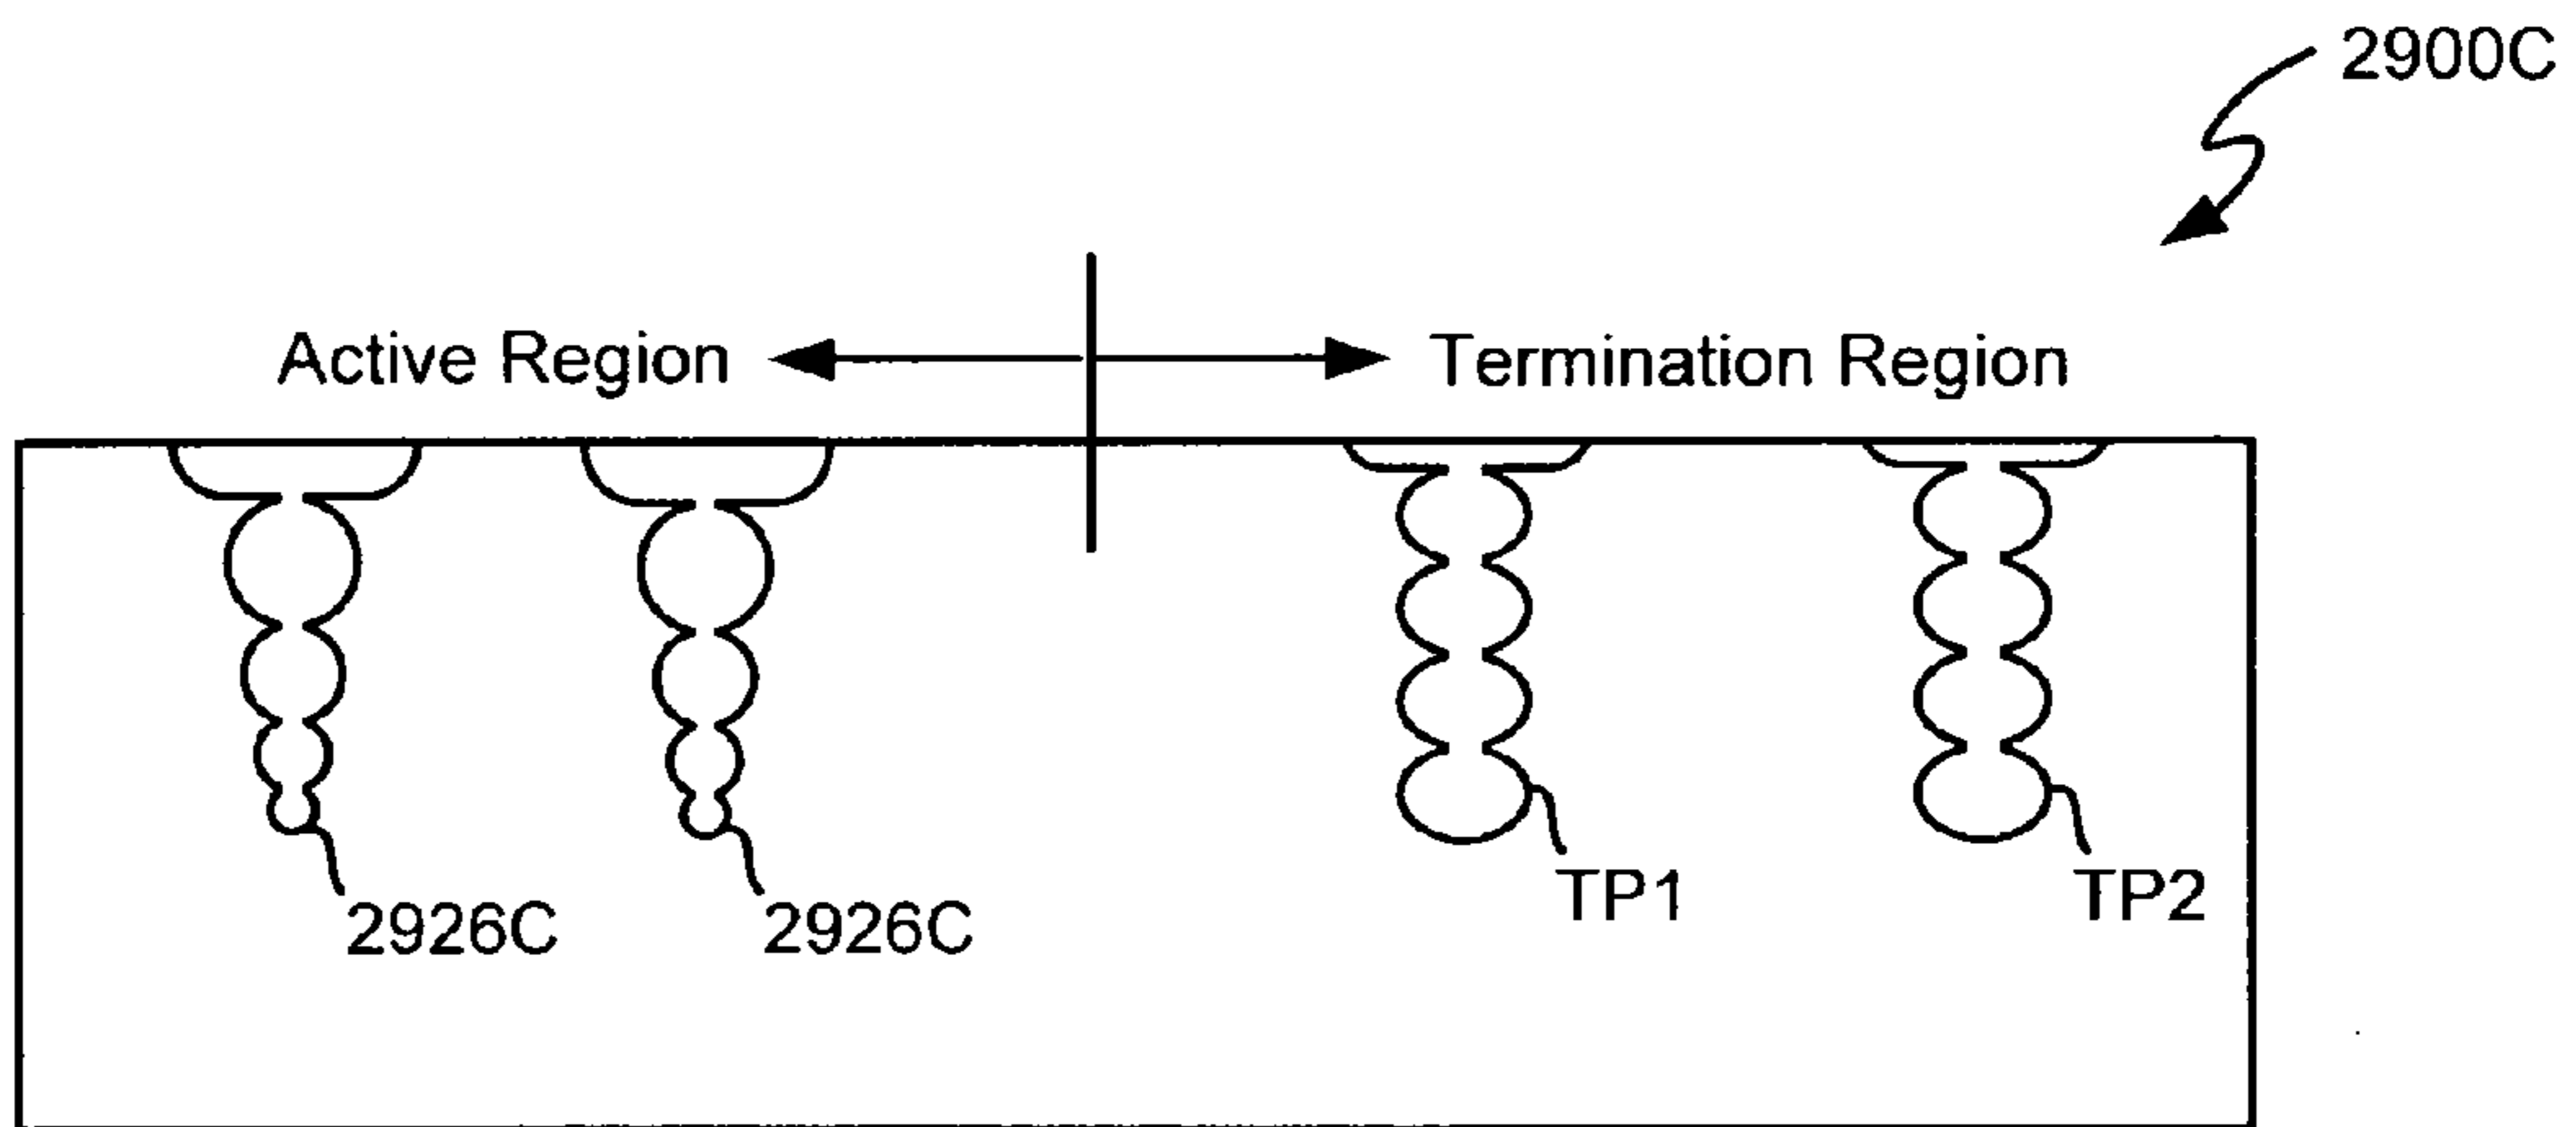 2900C
Active Region
Termination Region
2926C
2926C
TP1
TP2